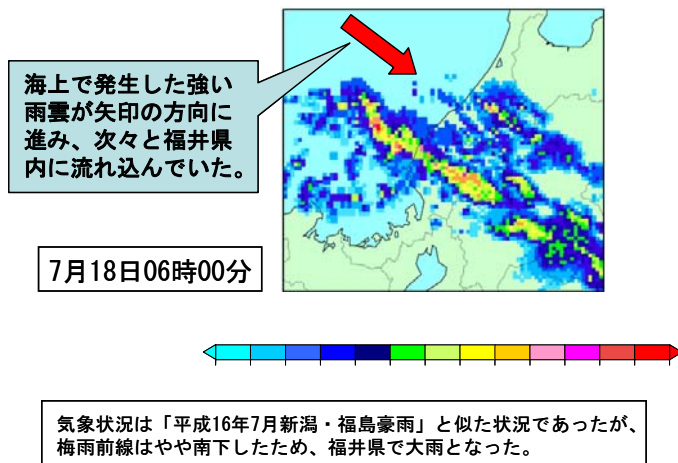 海上で発生した強い
雨雲が矢印の方向に
進み、次々と福井県
内に流れ込んでいた。
7月18日06時00分
気象状況は「平成16年7月新潟・福島豪雨」と似た状況であったが、
梅雨前線はやや南下したため、福井県で大雨となった。